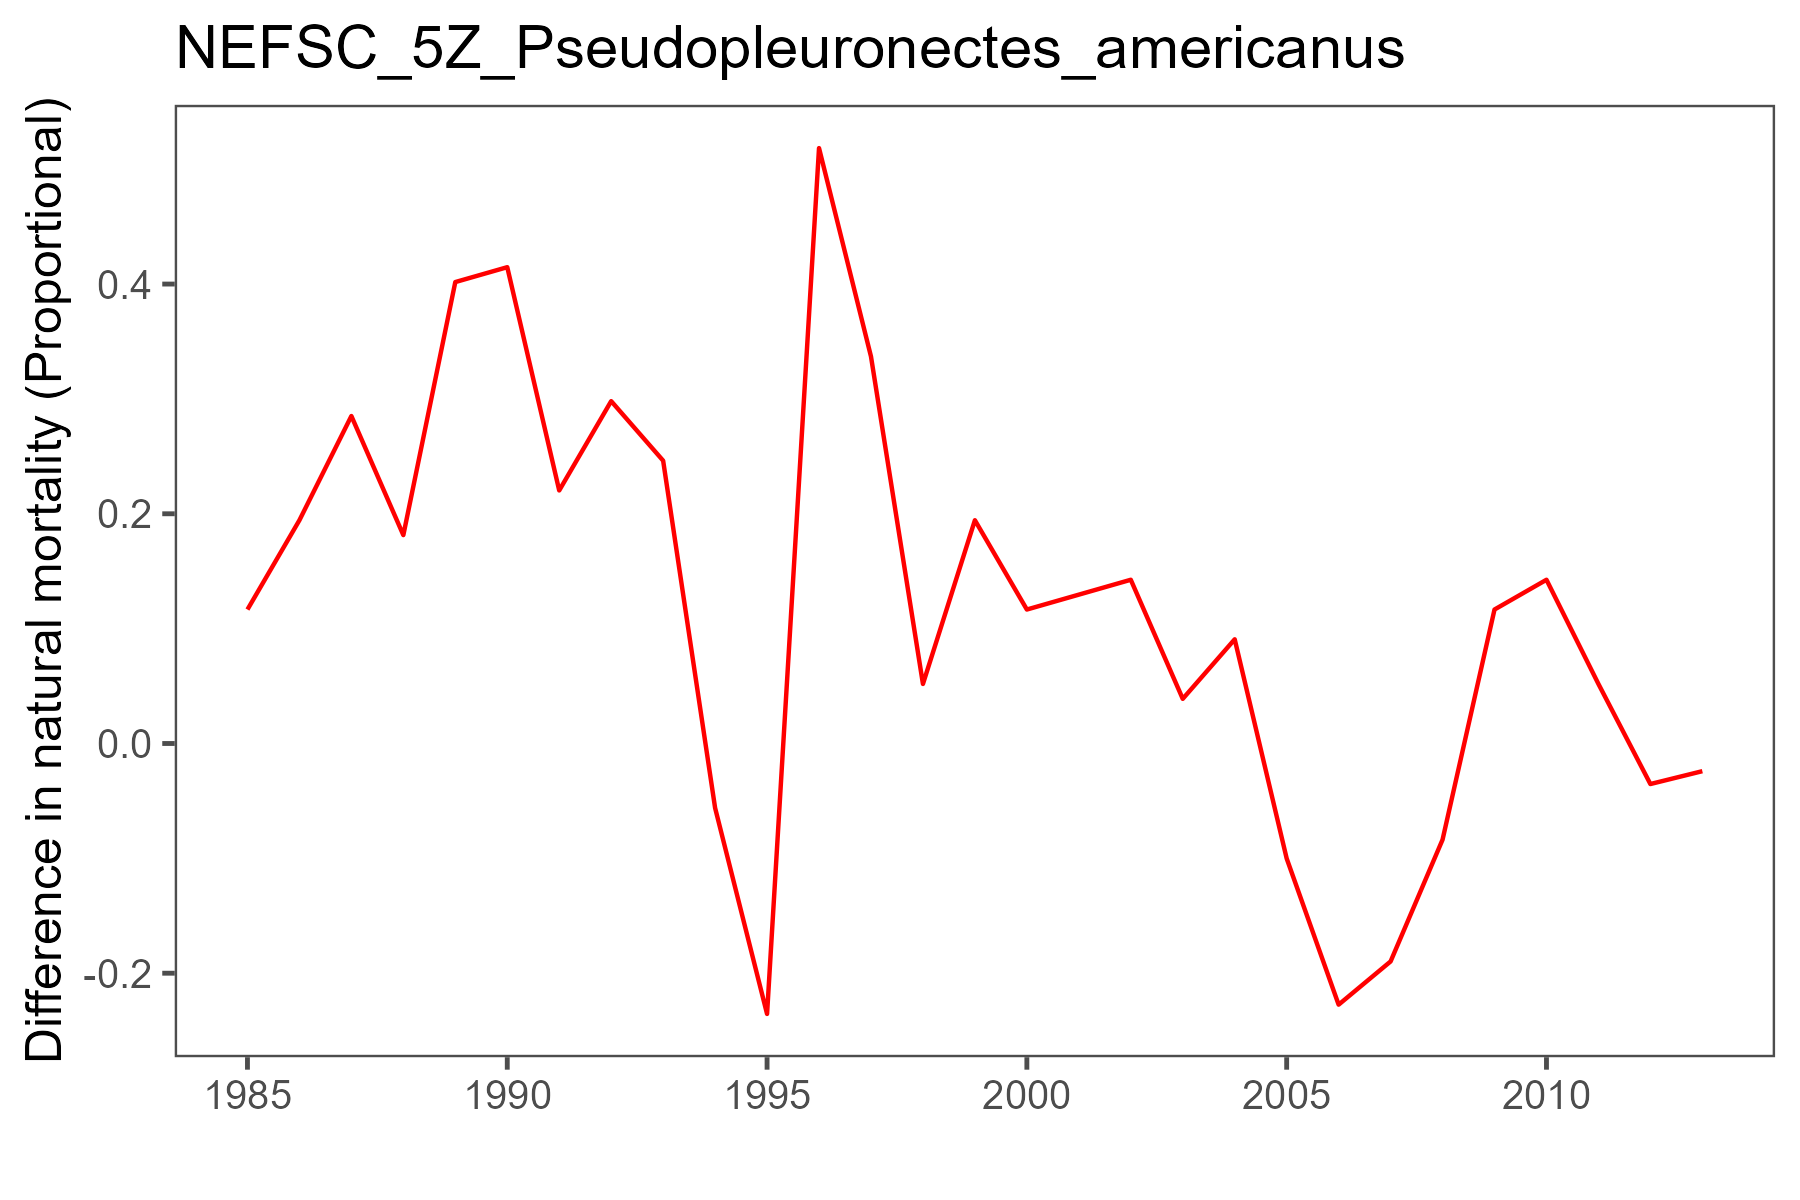 NEFSC_5Z_Pseudopleuronectes_americanus
Difference in natural mortality (Proportional)
0.4
0.2
0.0
-0.2
1985 1990 1995 2000 2005 2010